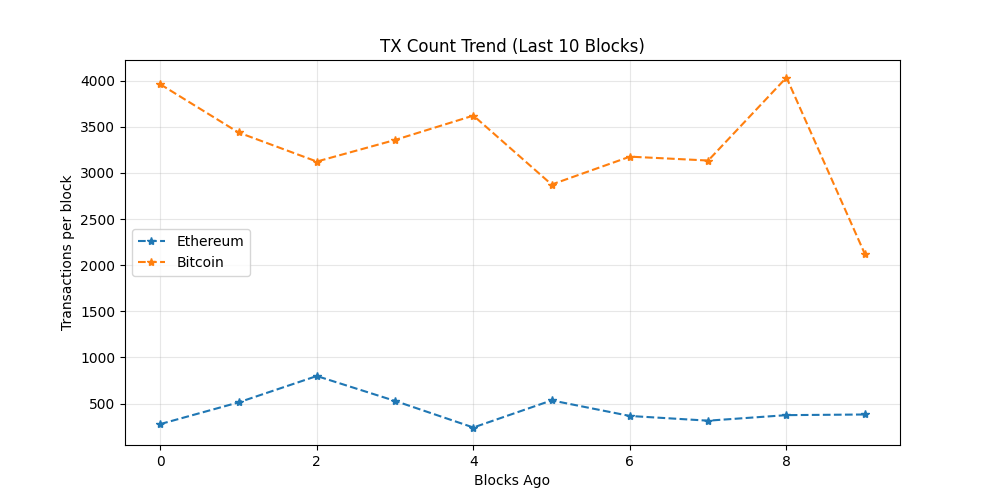 TX Count Trend (Last 10 Blocks)
Transactions per block
4000
3500
3000
2500
2000
1500
1000
500
Ethereum
Bitcoin
0 2 4 6 8
Blocks Ago